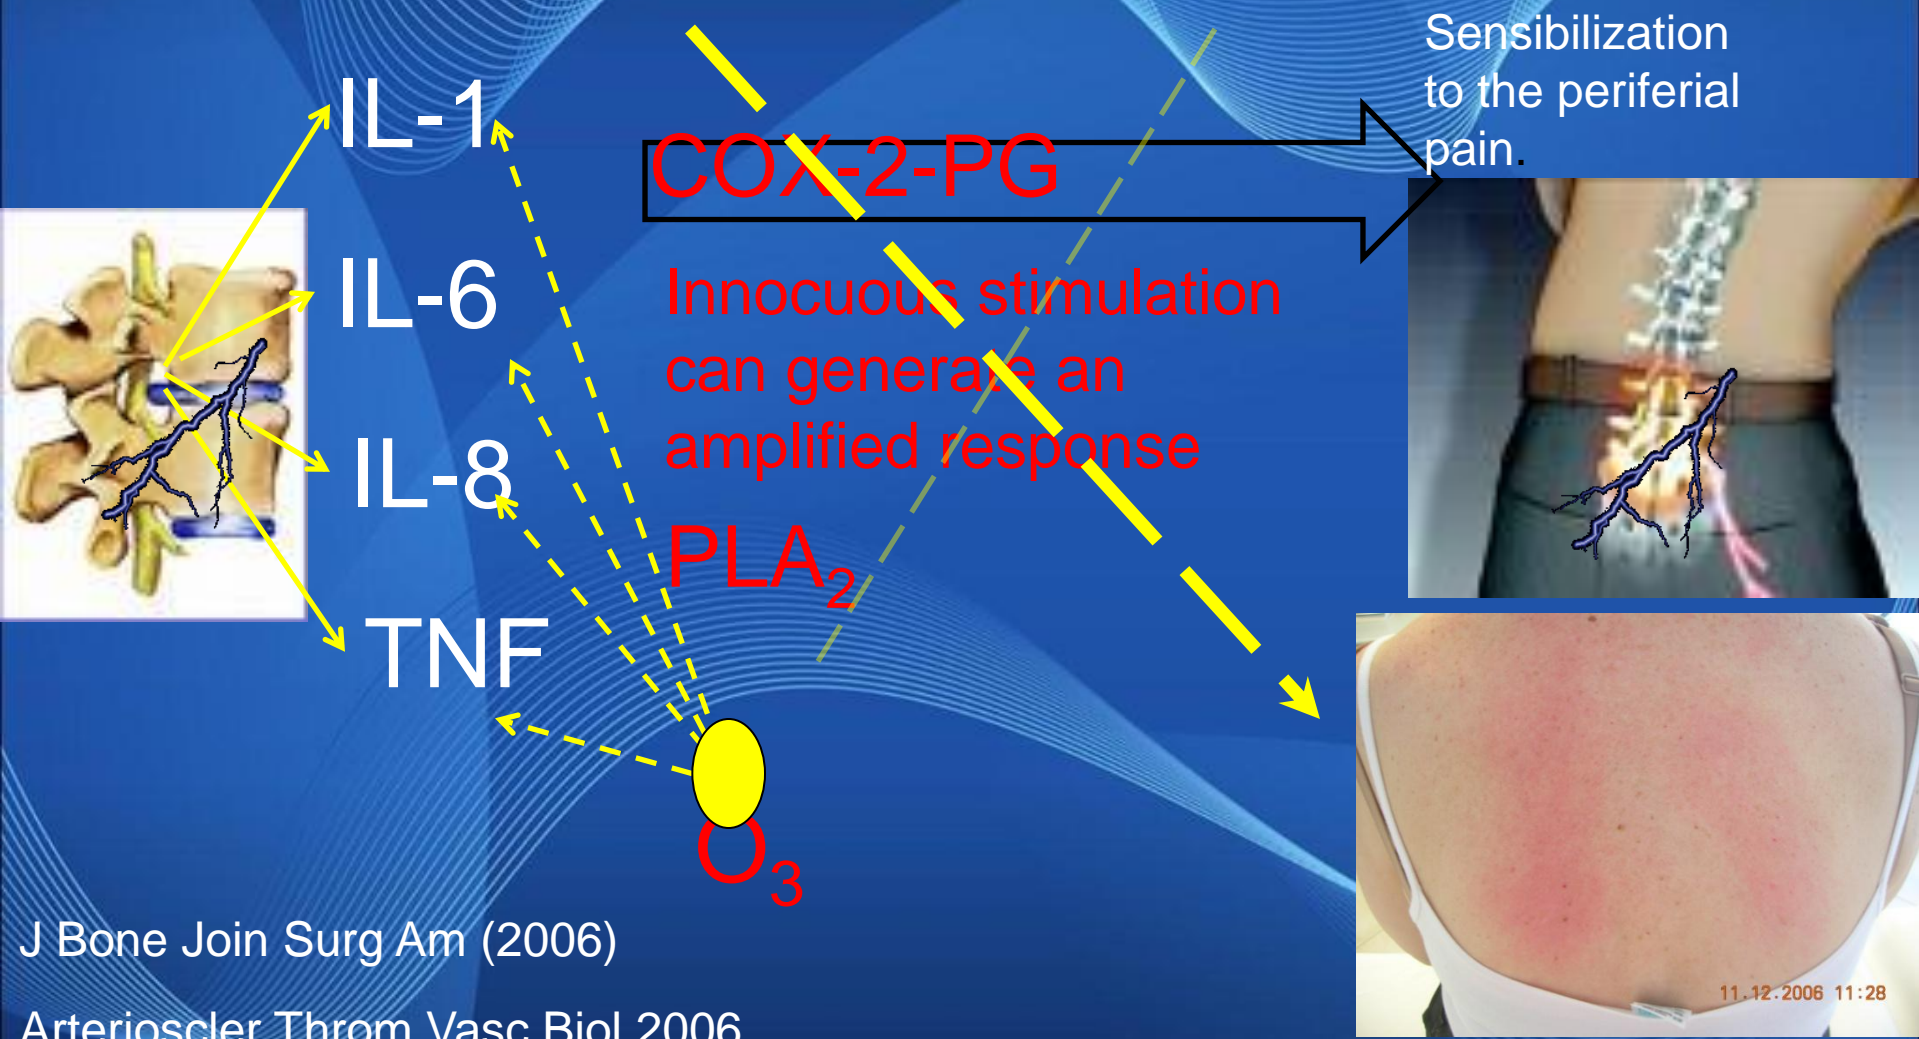 Sensibilization
to the periferial
pain.
IL-1
COX-2-PG
IL-6
Innocuous stimulation
can generate an
amplified response
IL-8
PLA₂
TNF
O₃
J Bone Join Surg Am (2006)
Arterioscler Throm Vasc Biol 2006
11.12.2006 11:28